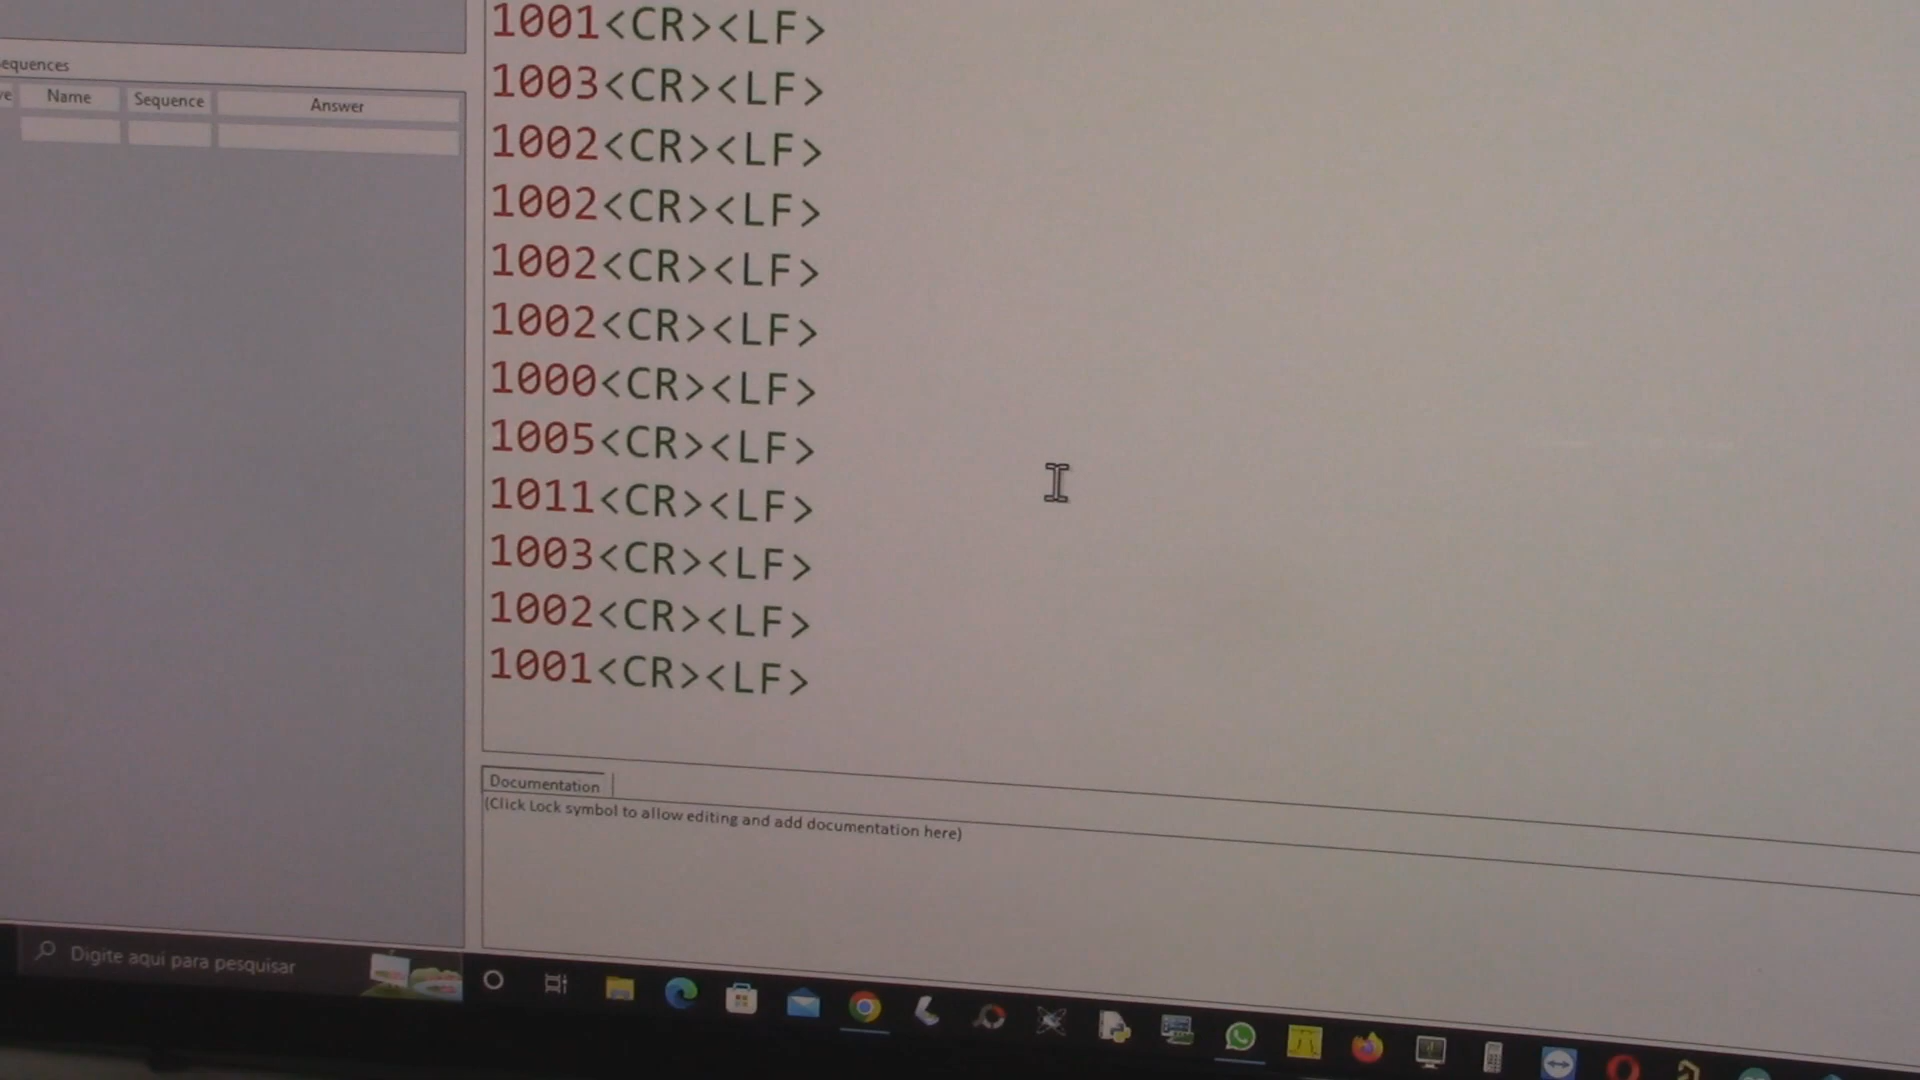 equences
ve Name Sequence Answer
1001<CR><LF>
1003<CR><LF>
1002<CR><LF>
1002<CR><LF>
1002<CR><LF>
1002<CR><LF>
1000<CR><LF>
1005<CR><LF>
1011<CR><LF>
1003<CR><LF>
1002<CR><LF>
1001<CR><LF>
Documentation
(Click Lock symbol to allow editing and add documentation here)
Digite aqui para pesquisar